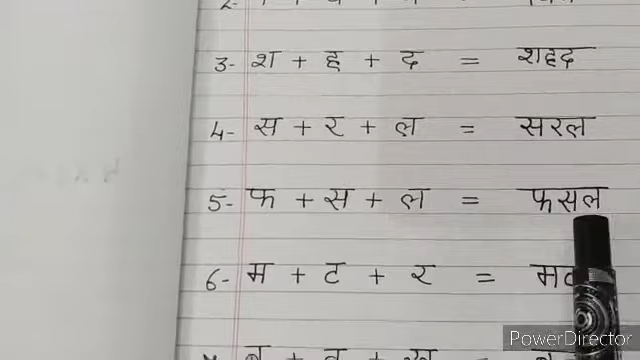 3- श + ह + द = शहद
4- स + र + ल = सरल
5- फ + स + ल = फसल
6- म + ट + र =
PowerDirector